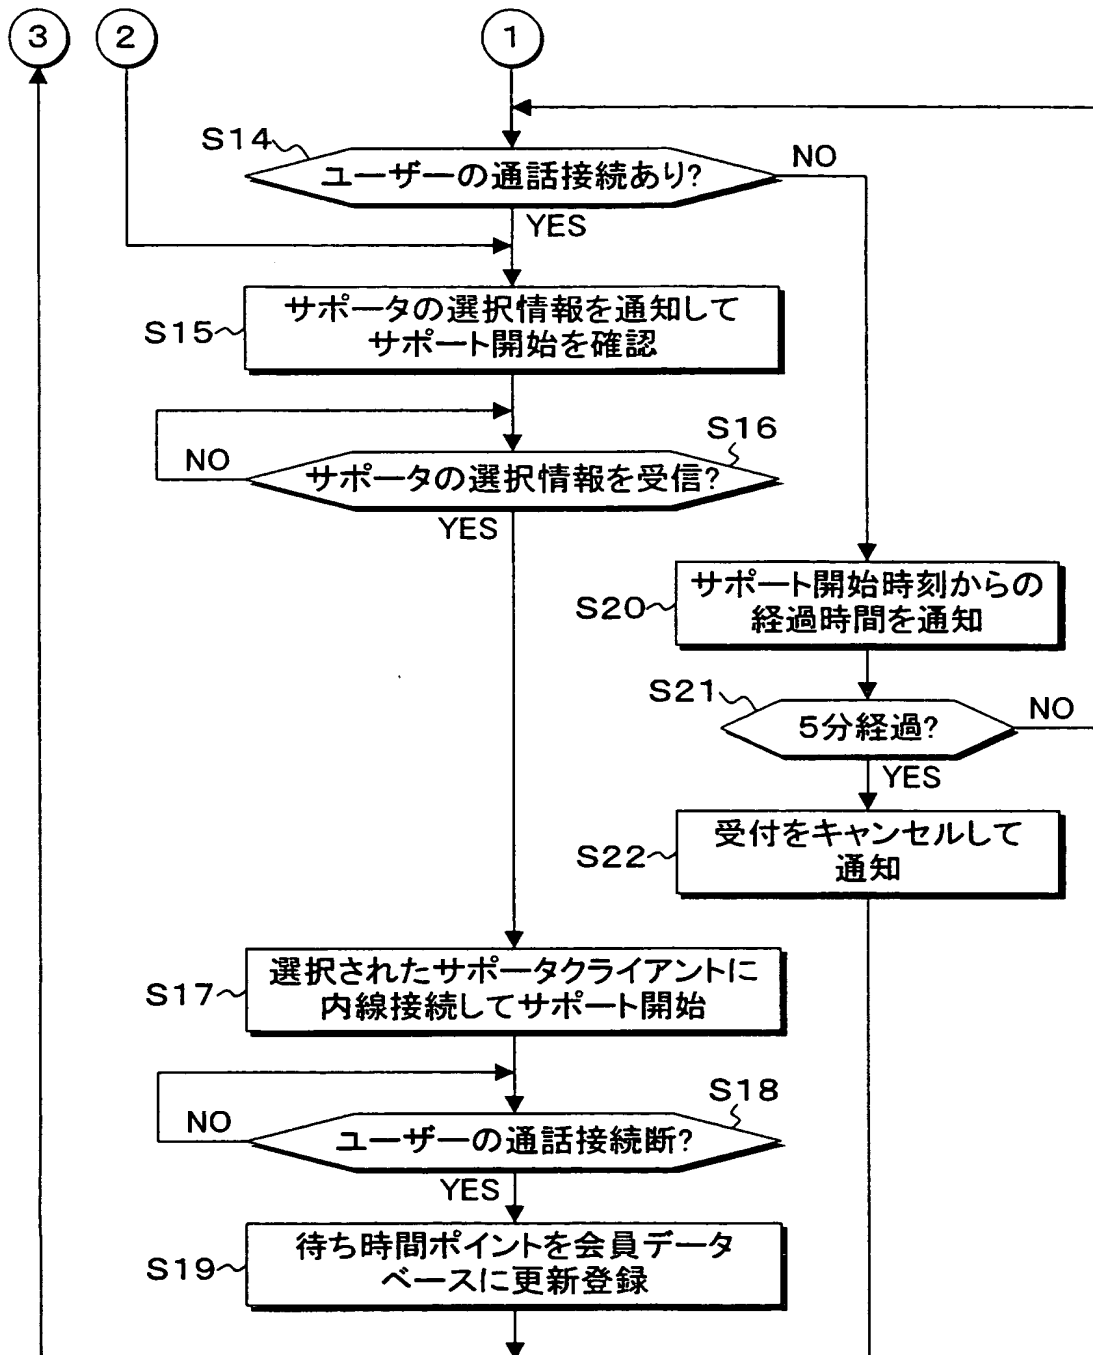 3
2
1
S14
ユーザーの通話接続あり?
NO
YES
S15
サポータの選択情報を通知して
サポート開始を確認
S16
サポータの選択情報を受信?
NO
YES
S20
サポート開始時刻からの
経過時間を通知
S21
5分経過?
NO
YES
S22
受付をキャンセルして
通知
S17
選択されたサポータクライアントに
内線接続してサポート開始
S18
ユーザーの通話接続断?
NO
YES
S19
待ち時間ポイントを会員データ
ベースに更新登録